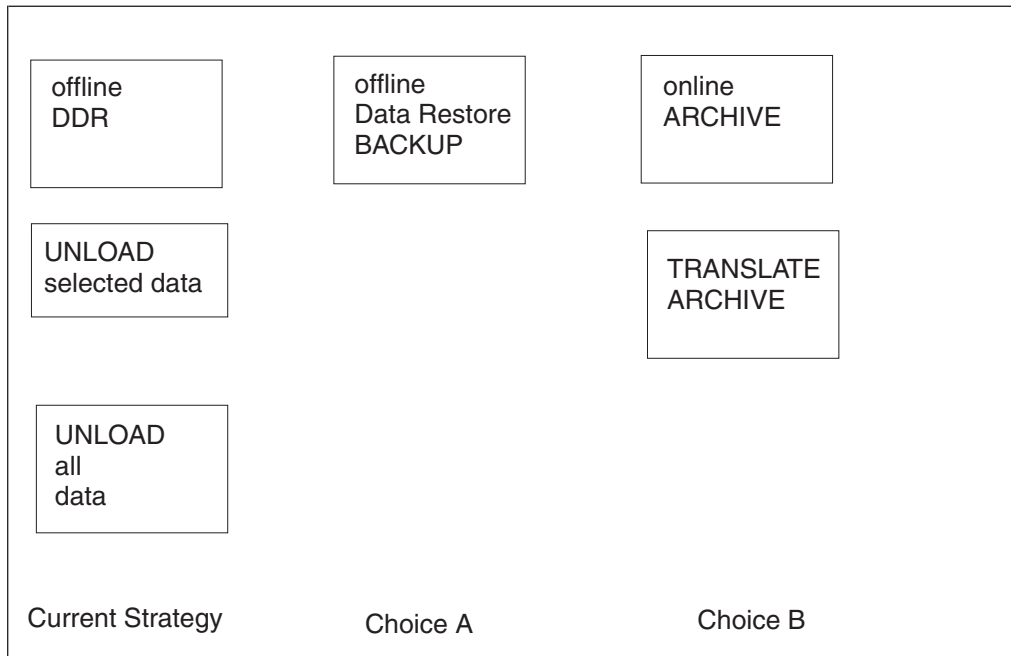 offline
DDR
offline
Data Restore
BACKUP
online
ARCHIVE
UNLOAD
selected data
TRANSLATE
ARCHIVE
UNLOAD
all
data
Current Strategy
Choice A
Choice B